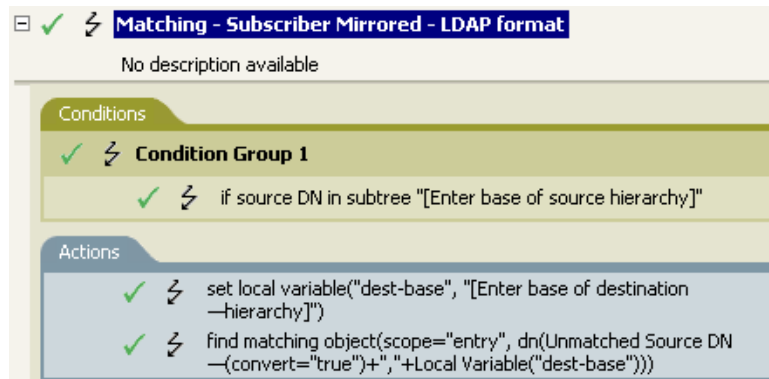 Matching - Subscriber Mirrored - LDAP format
No description available
Conditions
Condition Group 1
if source DN in subtree "[Enter base of source hierarchy]"
Actions
set local variable("dest-base", "[Enter base of destination
—hierarchy]")
find matching object(scope="entry", dn(Unmatched Source DN
—(convert="true")+","+Local Variable("dest-base")))